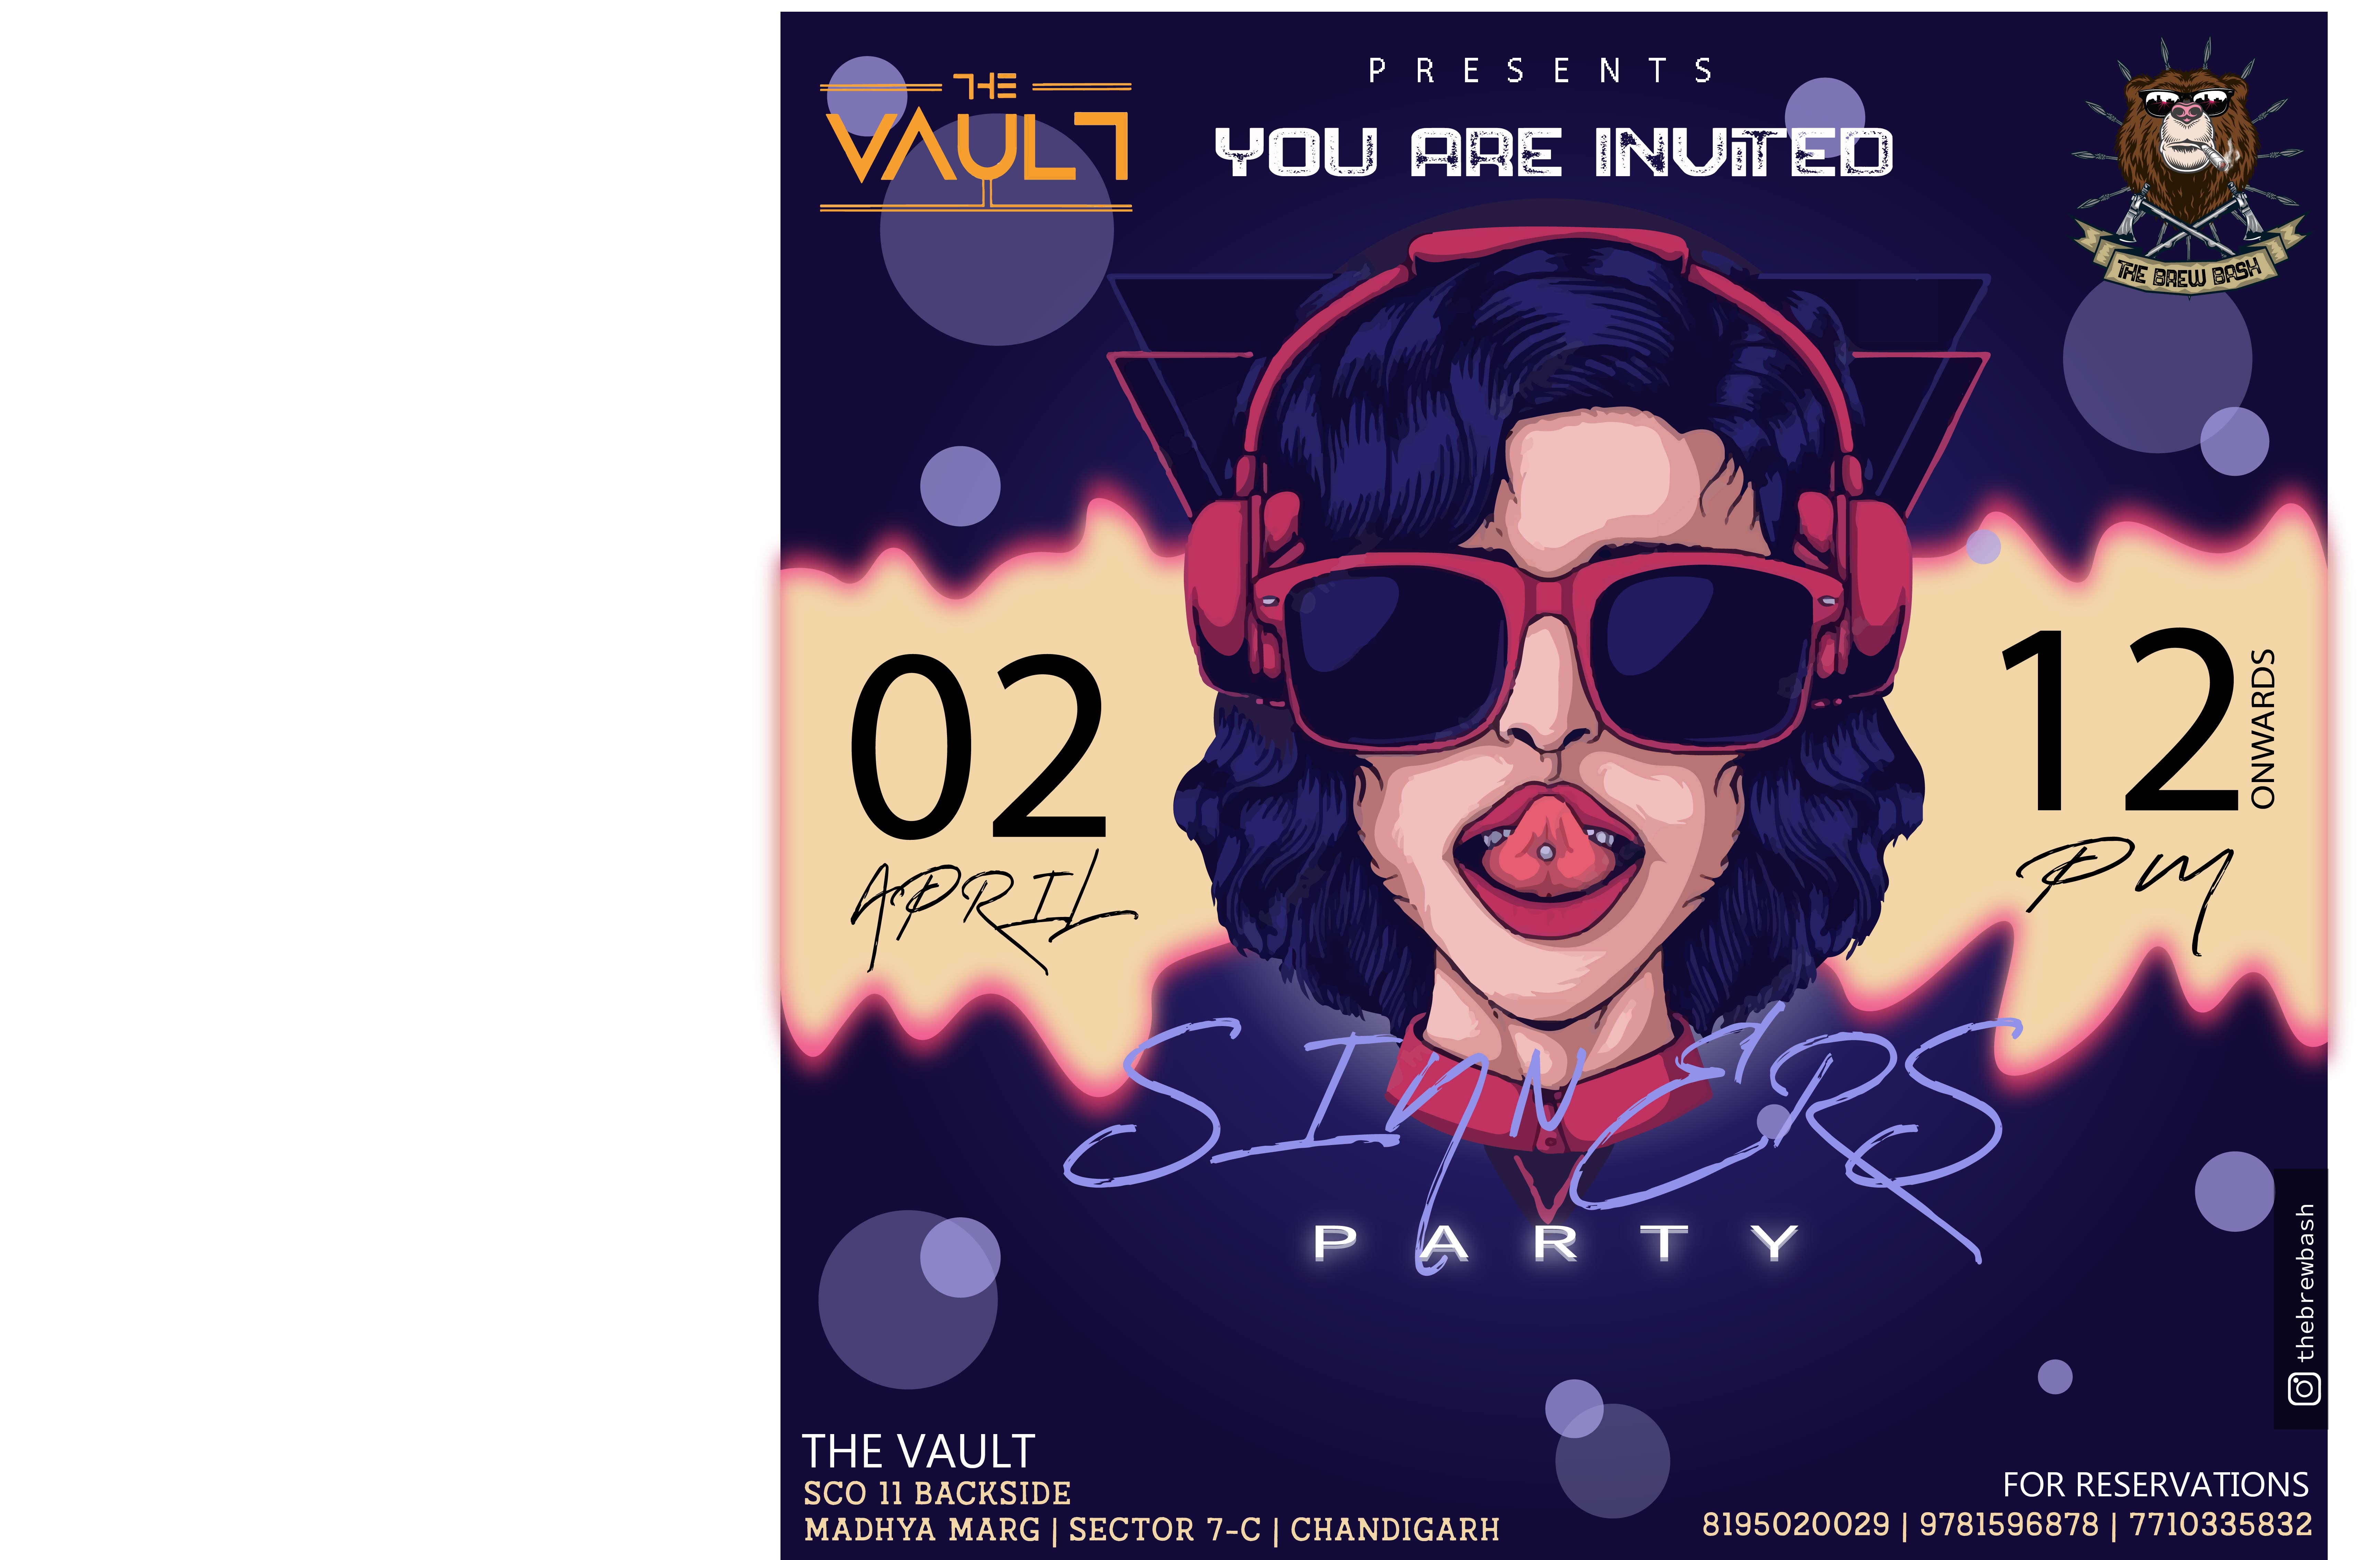 THE
VAULT
PRESENTS
YOU ARE INVITED
THE BREW BASH
02
APRIL
12
ONWARDS
PM
SINNERS
PARTY
thebrewbash
THE VAULT
SCO 11 BACKSIDE
MADHYA MARG | SECTOR 7-C | CHANDIGARH
FOR RESERVATIONS
8195020029 | 9781596878 | 7710335832